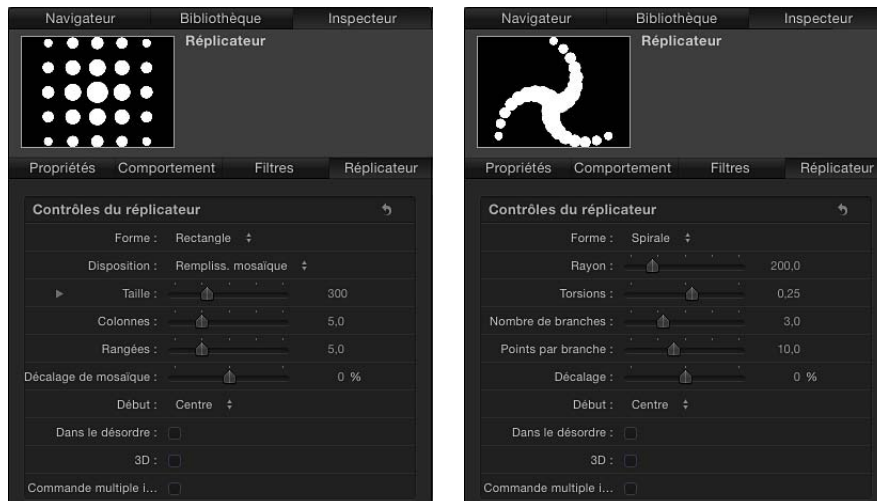 Navigateur Bibliothèque Inspecteur
Réplicateur
Propriétés Comportement Filtres Réplicateur
Contrôles du réplicateur
Forme : Rectangle
Disposition : Rempliss. mosaïque
Taille : 300
Colonnes : 5,0
Rangées : 5,0
Décalage de mosaïque : 0 %
Début : Centre
Dans le désordre :
3D :
Commande multiple i...
Navigateur Bibliothèque Inspecteur
Réplicateur
Propriétés Comportement Filtres Réplicateur
Contrôles du réplicateur
Forme : Spirale
Rayon : 200,0
Torsions : 0,25
Nombre de branches : 3,0
Points par branche : 10,0
Décalage : 0 %
Début : Centre
Dans le désordre :
3D :
Commande multiple i...